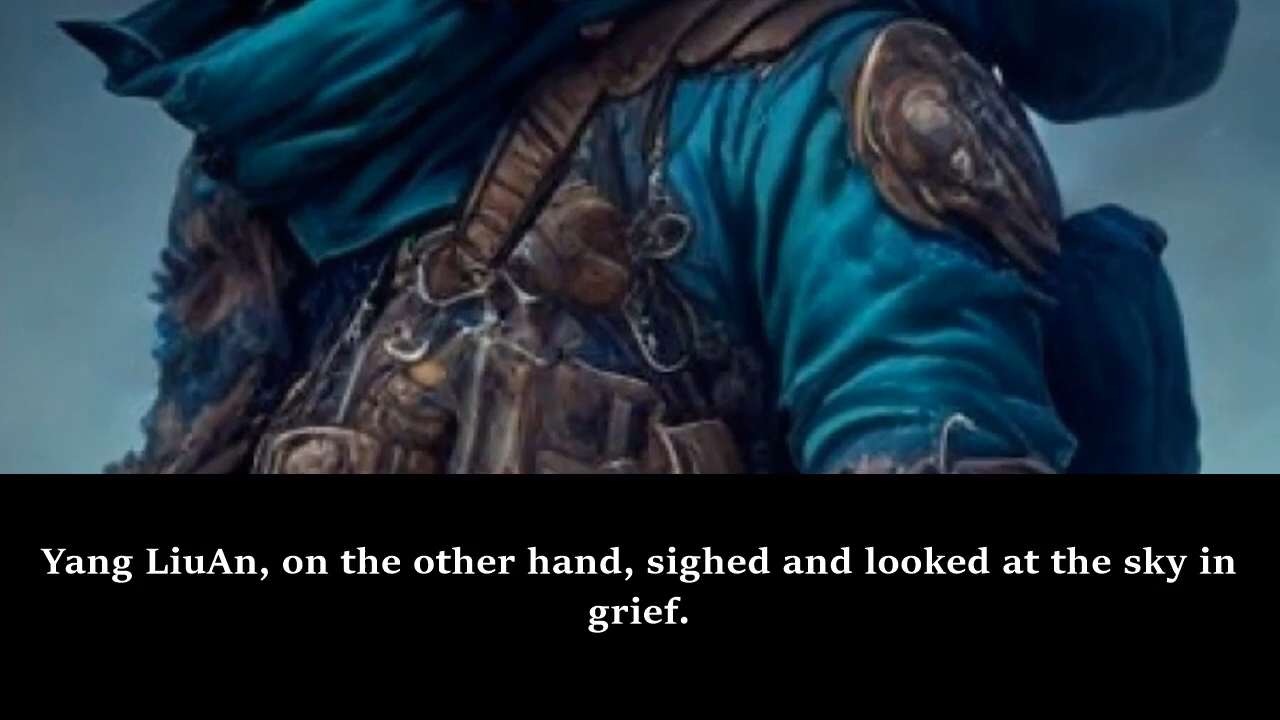 Yang LiuAn, on the other hand, sighed and looked at the sky in
grief.